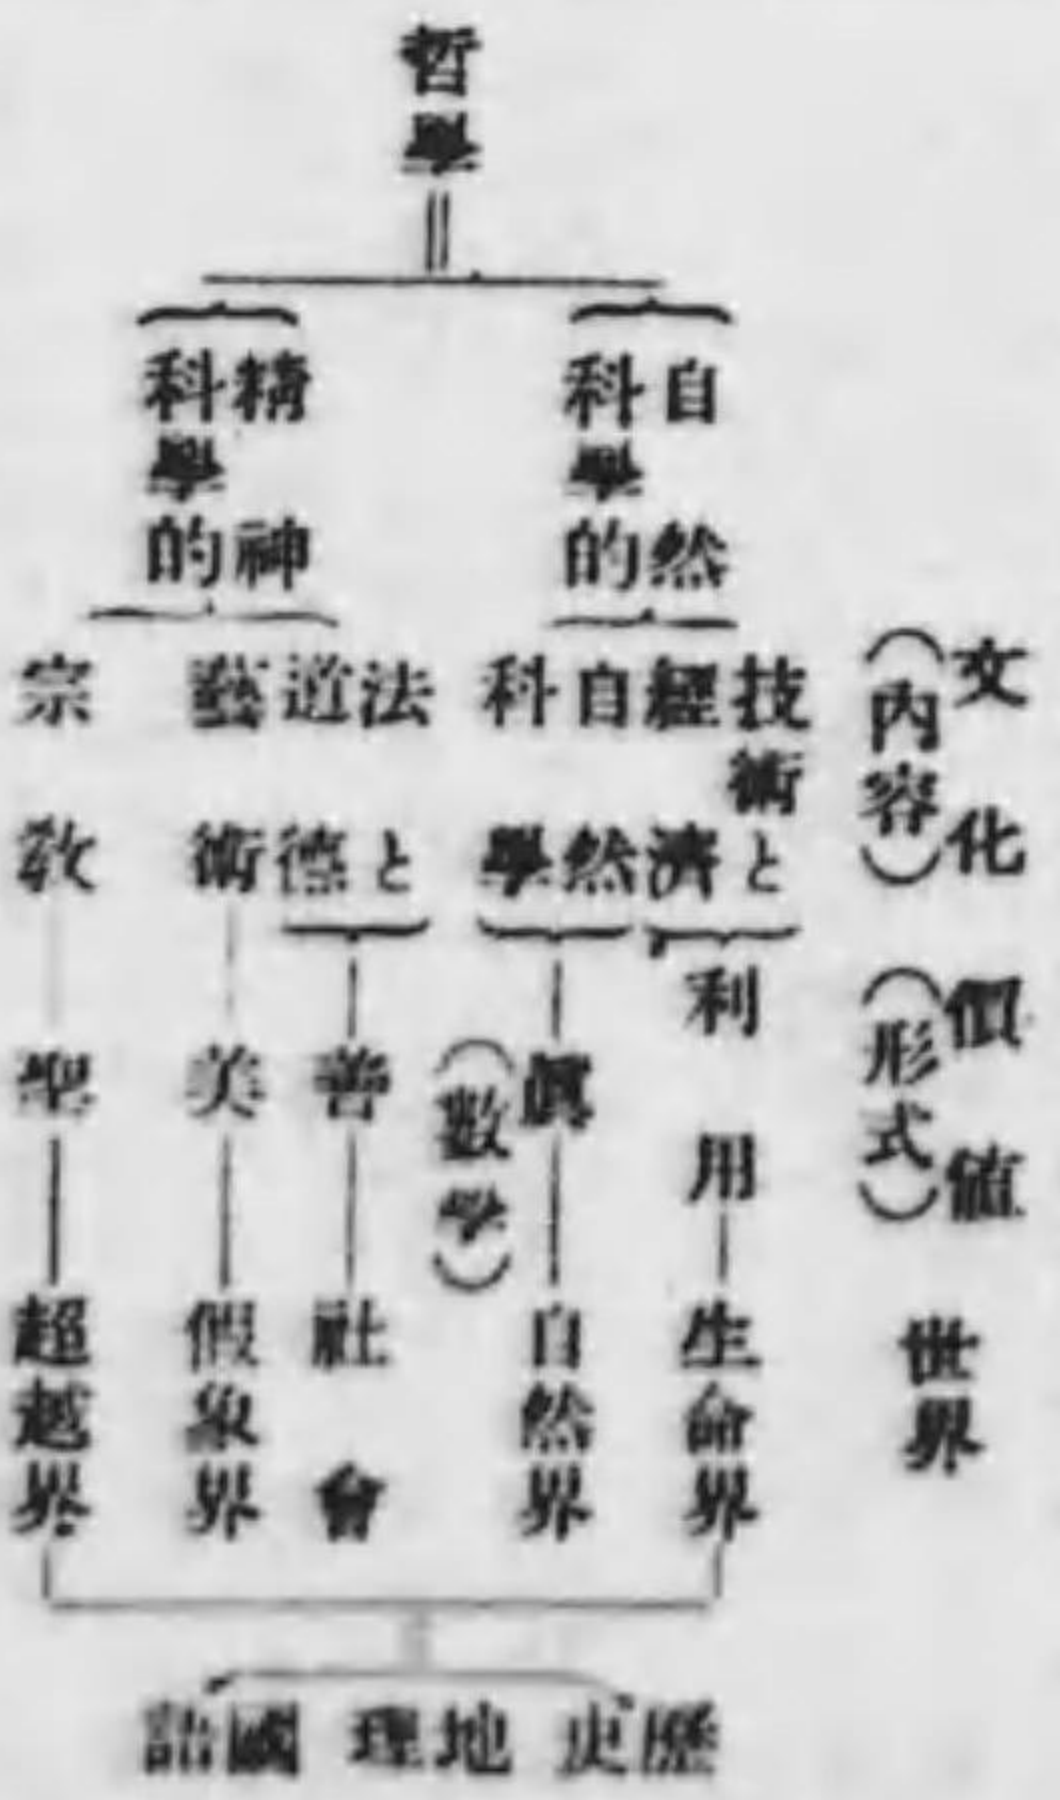 文化價値世界
（內容）（形式）
哲學
自然
科學的
精神
科學的
技術と
經濟
自然
科學
法と
道德
藝術
宗敎
利用
眞
（數學）
善
美
聖
生命界
自然界
社會
假象界
超越界
歷史 地理 國語